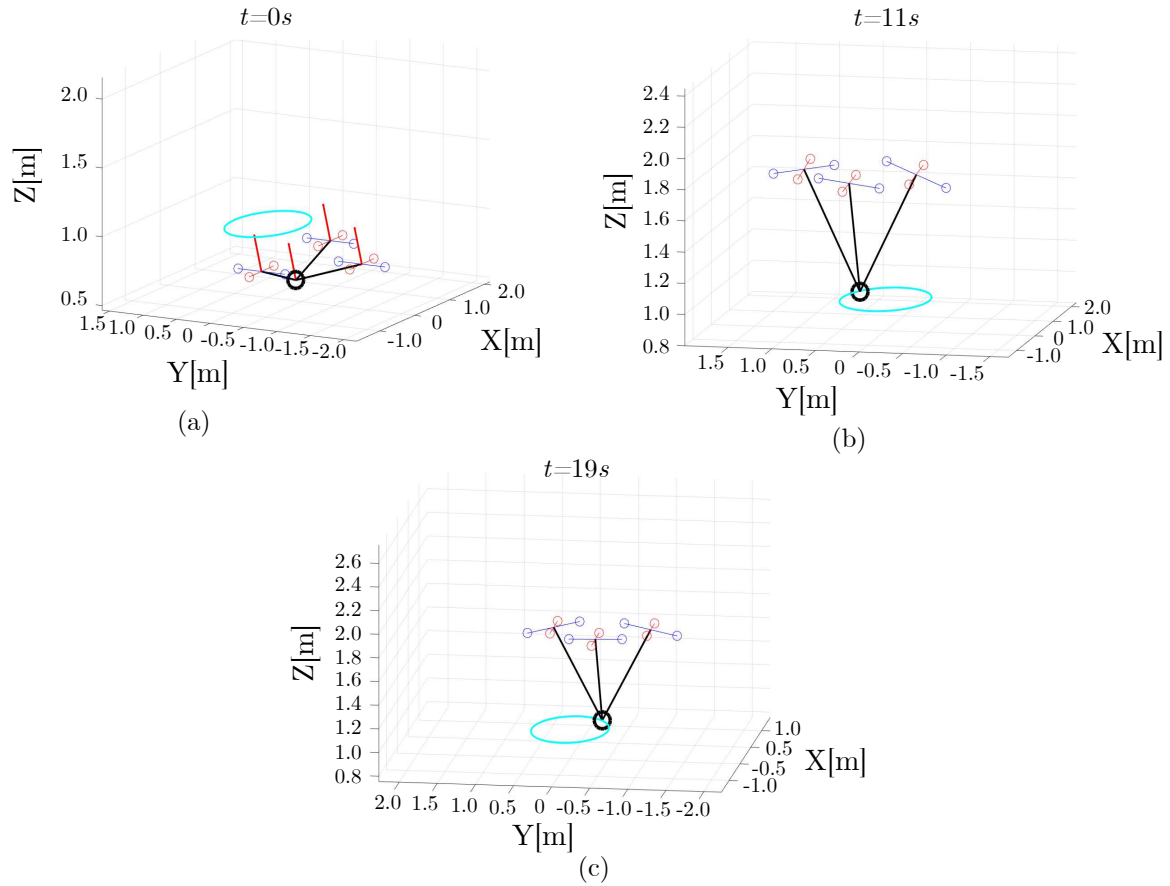 t=0s
2.0
1.5
1.0
0.5
Z[m]
1.5 1.0 0.5 0 -0.5 -1.0 -1.5 -2.0
Y[m]
-1.0 0 1.0 2.0
X[m]
(a)
t=11s
2.4
2.2
2.0
1.8
1.6
1.4
1.2
1.0
0.8
Z[m]
1.5 1.0 0.5 0 -0.5 -1.0 -1.5
Y[m]
-1.0 0 1.0 2.0
X[m]
(b)
t=19s
2.6
2.4
2.2
2.0
1.8
1.6
1.4
1.2
1.0
0.8
Z[m]
2.0 1.5 1.0 0.5 0 -0.5 -1.0 -1.5 -2.0
Y[m]
-1.0 -0.5 0.5 1.0
X[m]
(c)